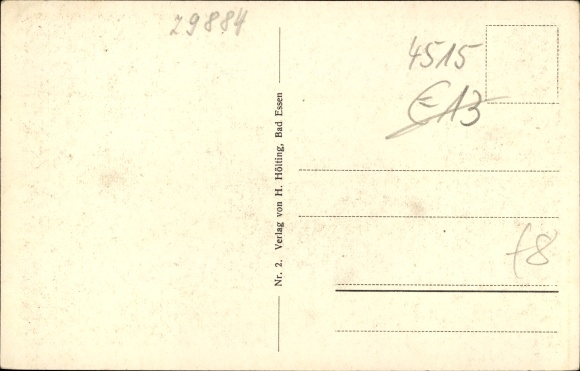 29884
Nr. 2. Verlag von H. Hölting, Bad Essen
4515
€13
f8